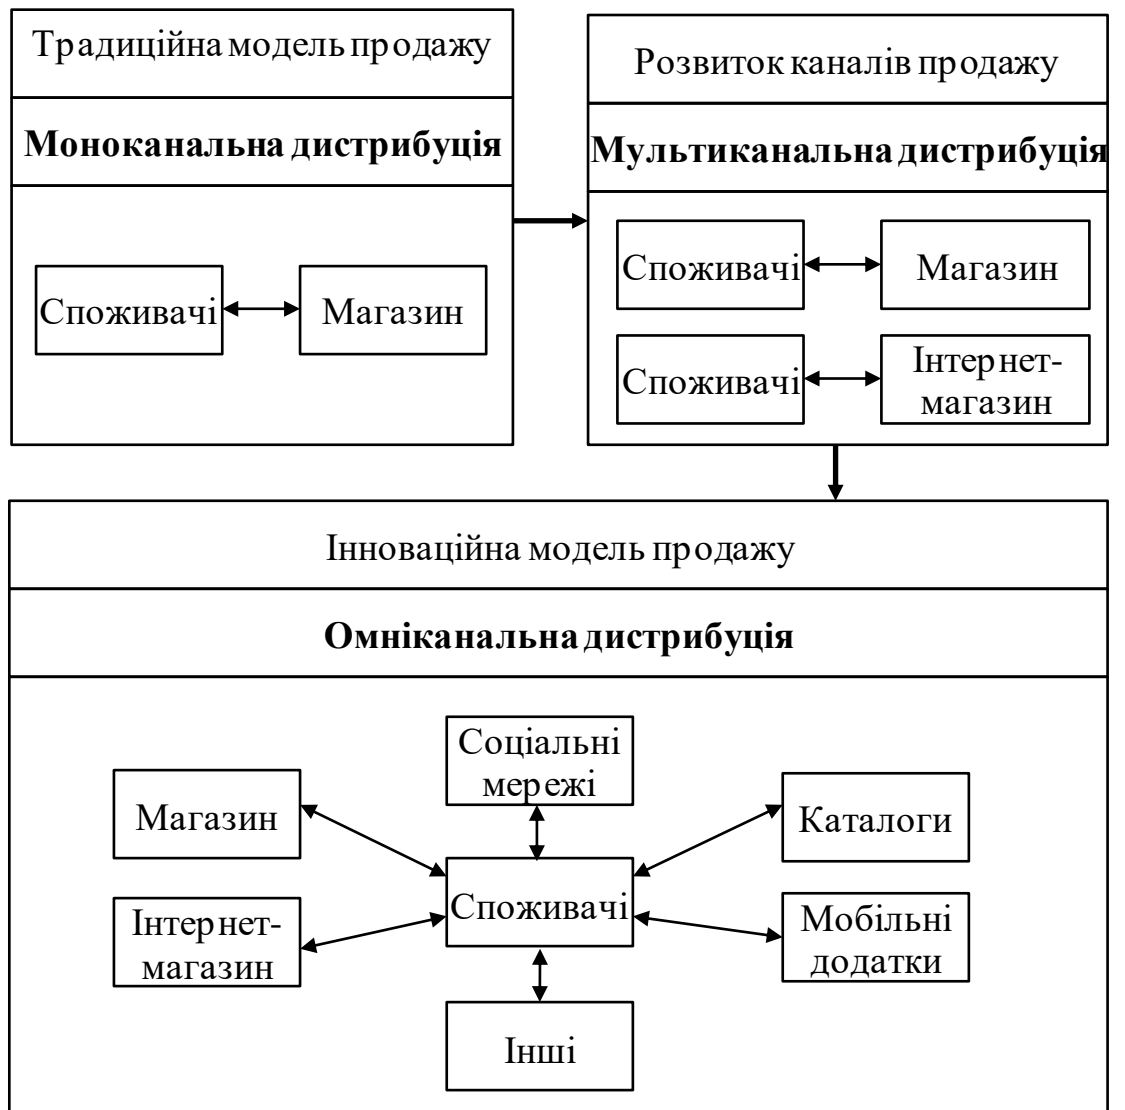 Традиційна модель продажу
Моноканальна дистрибуція
Споживачі
Магазин
Розвиток каналів продажу
Мультиканальна дистрибуція
Споживачі
Магазин
Споживачі
Інтернет-
магазин
Інноваційна модель продажу
Омніканальна дистрибуція
Соціальні
мережі
Магазин
Каталоги
Споживачі
Інтернет-
магазин
Мобільні
додатки
Інші